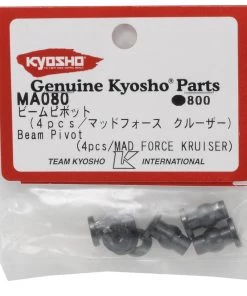 KYOSHO
Genuine Kyosho® Parts
MA080 ●800
ビームピボット
(4pcs/マッドフォース クルーザー)
Beam Pivot
(4pcs/MAD FORCE KRUISER)
TEAM KYOSHO K INTERNATIONAL